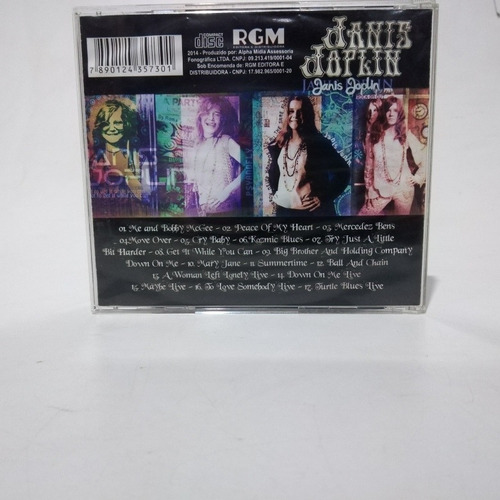 COMPACT
disc
DIGITAL AUDIO
RGM
JANIS
JOPLIN
Janis Joplin
2014 - Produzido por: Alpha Midia Assessoria
Fonográfica LTDA. CNPJ: 09.213.419/0001-04
Sob Encomenda de: RGM EDITORA E
DISTRIBUIDORA - CNPJ: 17.982.965/0001-20
7 890124 357301
01. Me and Bobby McGee - 02. Peace Of My Heart - 03. Mercedez Bens
04. Move Over - 05. Cry Baby - 06. Kozmic Blues - 07. Try Just A Little
Bit Harder - 08. Get It While You Can - 09. Big Brother And Holding Company
Down On Me - 10. Mary Jane - 11. Summertime - 12. Ball And Chain
13. A Woman Left Lonely Live - 14. Down On Me Live
15. Maybe Live - 16. To Love Somebody Live - 17. Turtle Blues Live